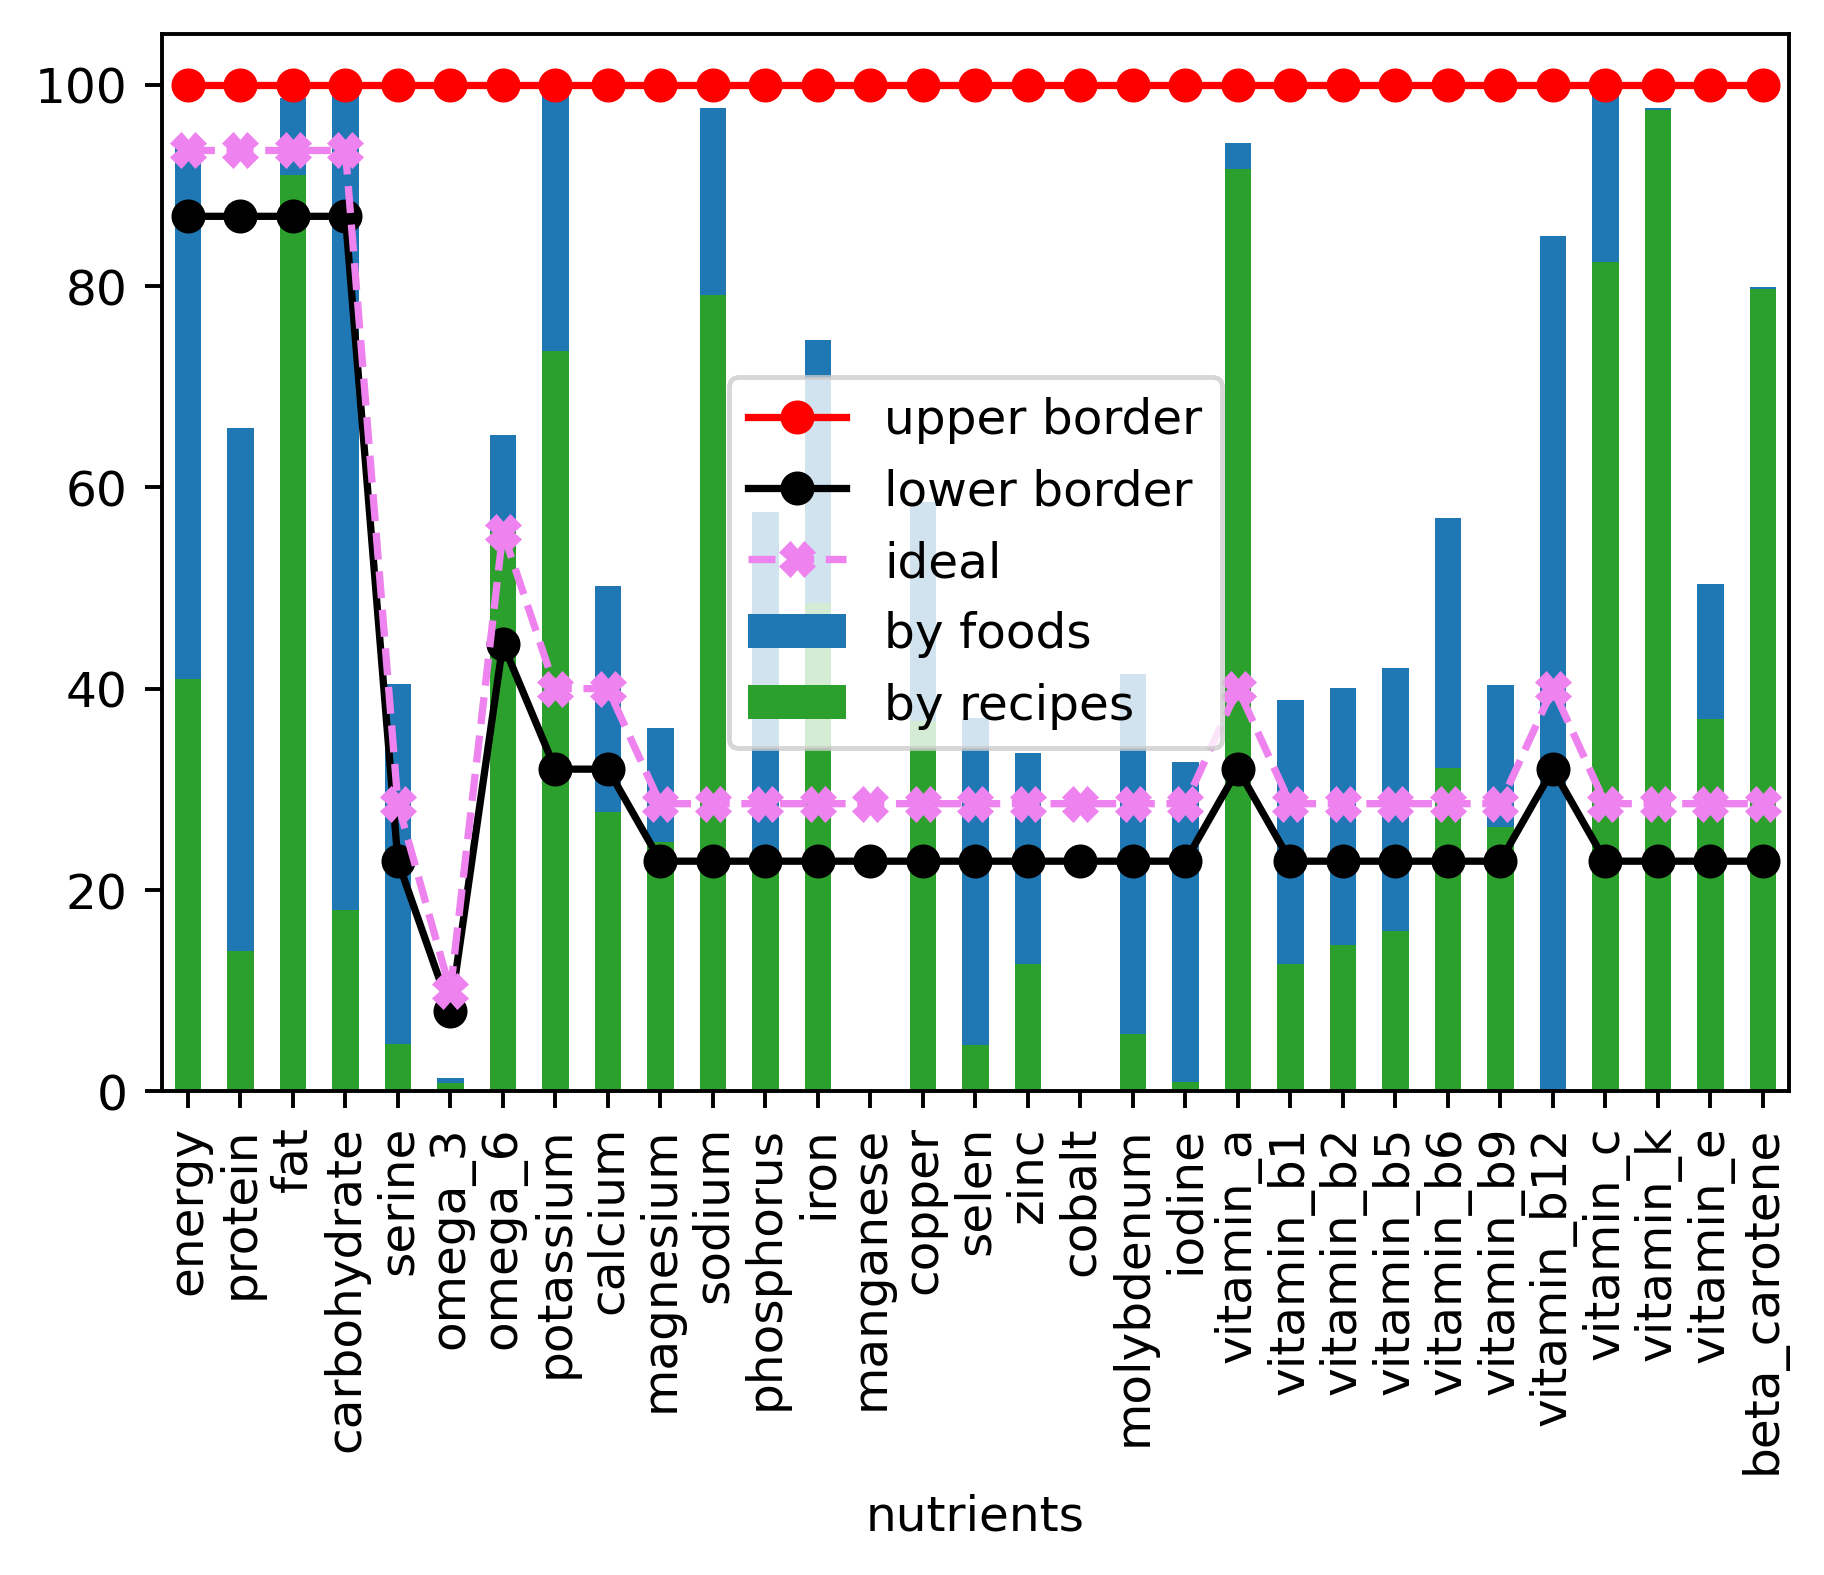 100
80
60
40
20
0
upper border
lower border
ideal
by foods
by recipes
energy
protein
fat
carbohydrate
serine
omega_3
omega_6
potassium
calcium
magnesium
sodium
phosphorus
iron
manganese
copper
selen
zinc
cobalt
molybdenum
iodine
vitamin_a
vitamin_b1
vitamin_b2
vitamin_b5
vitamin_b6
vitamin_b9
vitamin_b12
vitamin_c
vitamin_k
vitamin_e
beta_carotene
nutrients